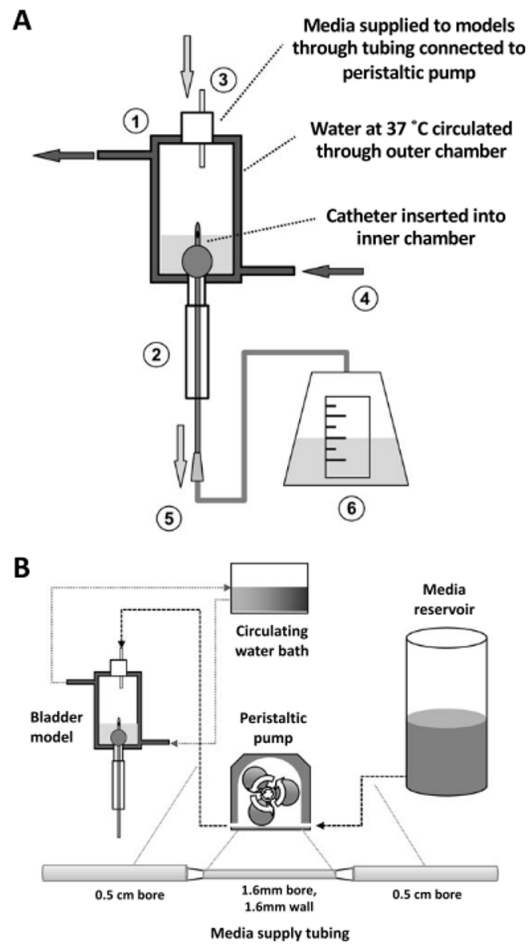 A
Media supplied to models
through tubing connected to
peristaltic pump
3
1
Water at 37 ˚C circulated
through outer chamber
Catheter inserted into
inner chamber
4
2
5
6
B
Media
reservoir
Circulating
water bath
Bladder
model
Peristaltic
pump
0.5 cm bore
1.6mm bore,
1.6mm wall
0.5 cm bore
Media supply tubing